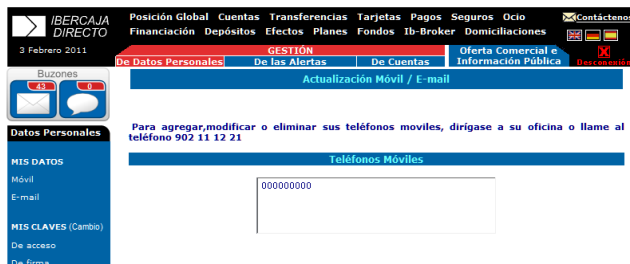 IBERCAJA
DIRECTO
Posición Global Cuentas Transferencias Tarjetas Pagos Seguros Ocio
Contáctenos
Financiación Depósitos Efectos Planes Fondos Ib-Broker Domiciliaciones
3 Febrero 2011
GESTIÓN
Oferta Comercial e
Información Pública
De Datos Personales De las Alertas De Cuentas
Desconexión
Buzones
43 0
Actualización Móvil / E-mail
Datos Personales
Para agregar,modificar o eliminar sus teléfonos moviles, dirígase a su oficina o llame al
teléfono 902 11 12 21
MIS DATOS
Móvil
E-mail
MIS CLAVES (Cambio)
De acceso
De firma
Teléfonos Móviles
000000000